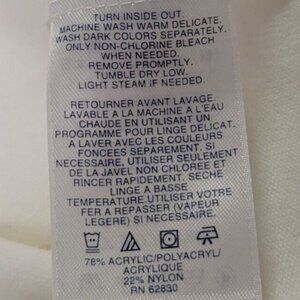 TURN INSIDE OUT.
MACHINE WASH WARM DELICATE.
WASH DARK COLORS SEPARATELY.
ONLY NON-CHLORINE BLEACH
WHEN NEEDED.
REMOVE PROMPTLY.
TUMBLE DRY LOW.
LIGHT STEAM IF NEEDED.
RETOURNER AVANT LAVAGE.
LAVABLE A LA MACHINE A L'EAU
CHAUDE EN UTILISANT UN
PROGRAMME POUR LINGE DELICAT.
A LAVER AVEC LES COULEURS
FONCEES SEPAREMENT. SI
NECESSAIRE, UTILISER SEULEMENT
DE LA JAVEL NON CHLOREE ET
RINCER RAPIDEMENT. SECHE
LINGE A BASSE
TEMPERATURE.UTILISER VOTRE
FER A REPASSER (VAPEUR
LEGERE) SI NECESSAIRE.
78% ACRYLIC/POLYACRYL/
ACRYLIQUE
22% NYLON
RN 62830